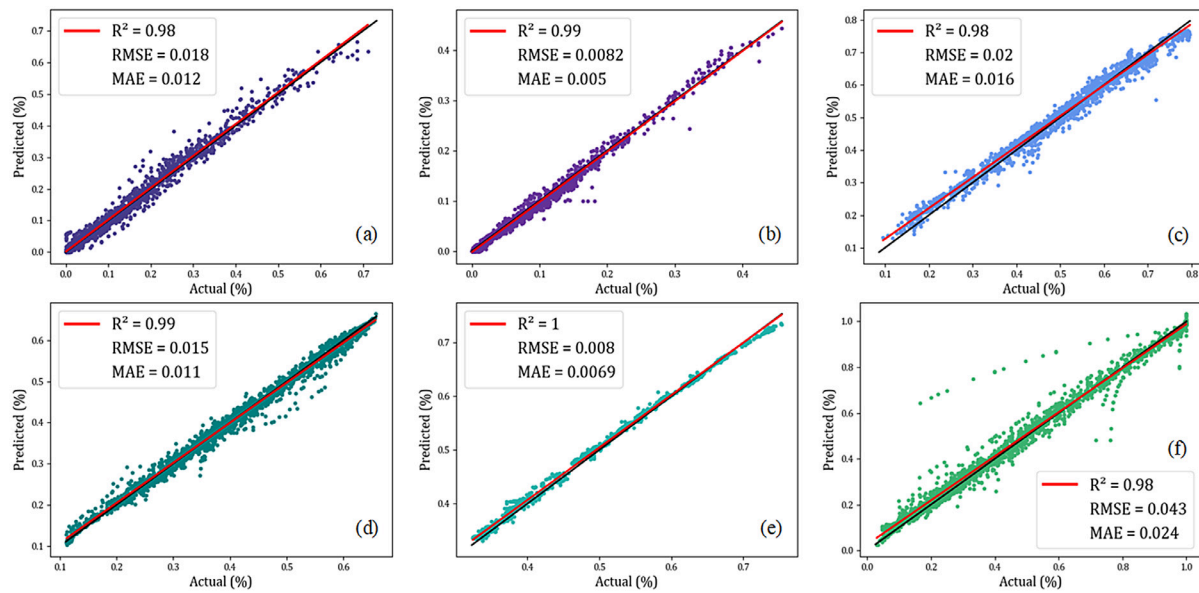 R² = 0.98
RMSE = 0.018
MAE = 0.012
Predicted (%)
0.7
0.6
0.5
0.4
0.3
0.2
0.1
0.0
(a)
0.0 0.1 0.2 0.3 0.4 0.5 0.6 0.7
Actual (%)
R² = 0.99
RMSE = 0.0082
MAE = 0.005
Predicted (%)
0.4
0.3
0.2
0.1
0.0
(b)
0.0 0.1 0.2 0.3 0.4
Actual (%)
R² = 0.98
RMSE = 0.02
MAE = 0.016
Predicted (%)
0.8
0.7
0.6
0.5
0.4
0.3
0.2
0.1
(c)
0.1 0.2 0.3 0.4 0.5 0.6 0.7 0.8
Actual (%)
R² = 0.99
RMSE = 0.015
MAE = 0.011
Predicted (%)
0.6
0.5
0.4
0.3
0.2
0.1
(d)
0.1 0.2 0.3 0.4 0.5 0.6
Actual (%)
R² = 1
RMSE = 0.008
MAE = 0.0069
Predicted (%)
0.7
0.6
0.5
0.4
(e)
0.4 0.5 0.6 0.7
Actual (%)
Predicted (%)
1.0
0.8
0.6
0.4
0.2
0.0
(f)
R² = 0.98
RMSE = 0.043
MAE = 0.024
0.0 0.2 0.4 0.6 0.8 1.0
Actual (%)